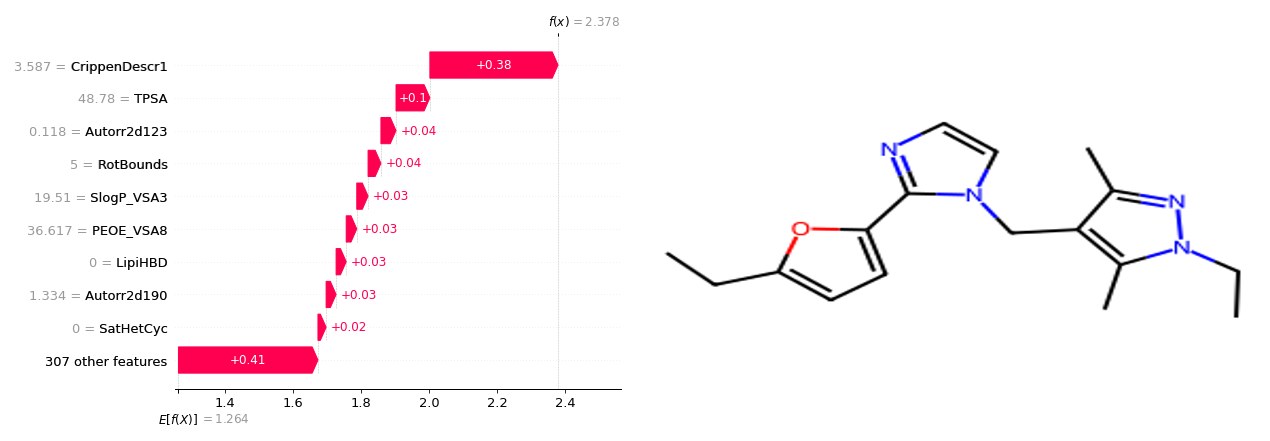 f(x) = 2.378
3.587 = CrippenDescr1 +0.38
48.78 = TPSA +0.1
0.118 = Autorr2d123 +0.04
5 = RotBounds +0.04
19.51 = SlogP_VSA3 +0.03
36.617 = PEOE_VSA8 +0.03
0 = LipiHBD +0.03
1.334 = Autorr2d190 +0.03
0 = SatHetCyc +0.02
307 other features +0.41
1.4 1.6 1.8 2.0 2.2 2.4
E[f(X)] = 1.264
N
N
O
N
N